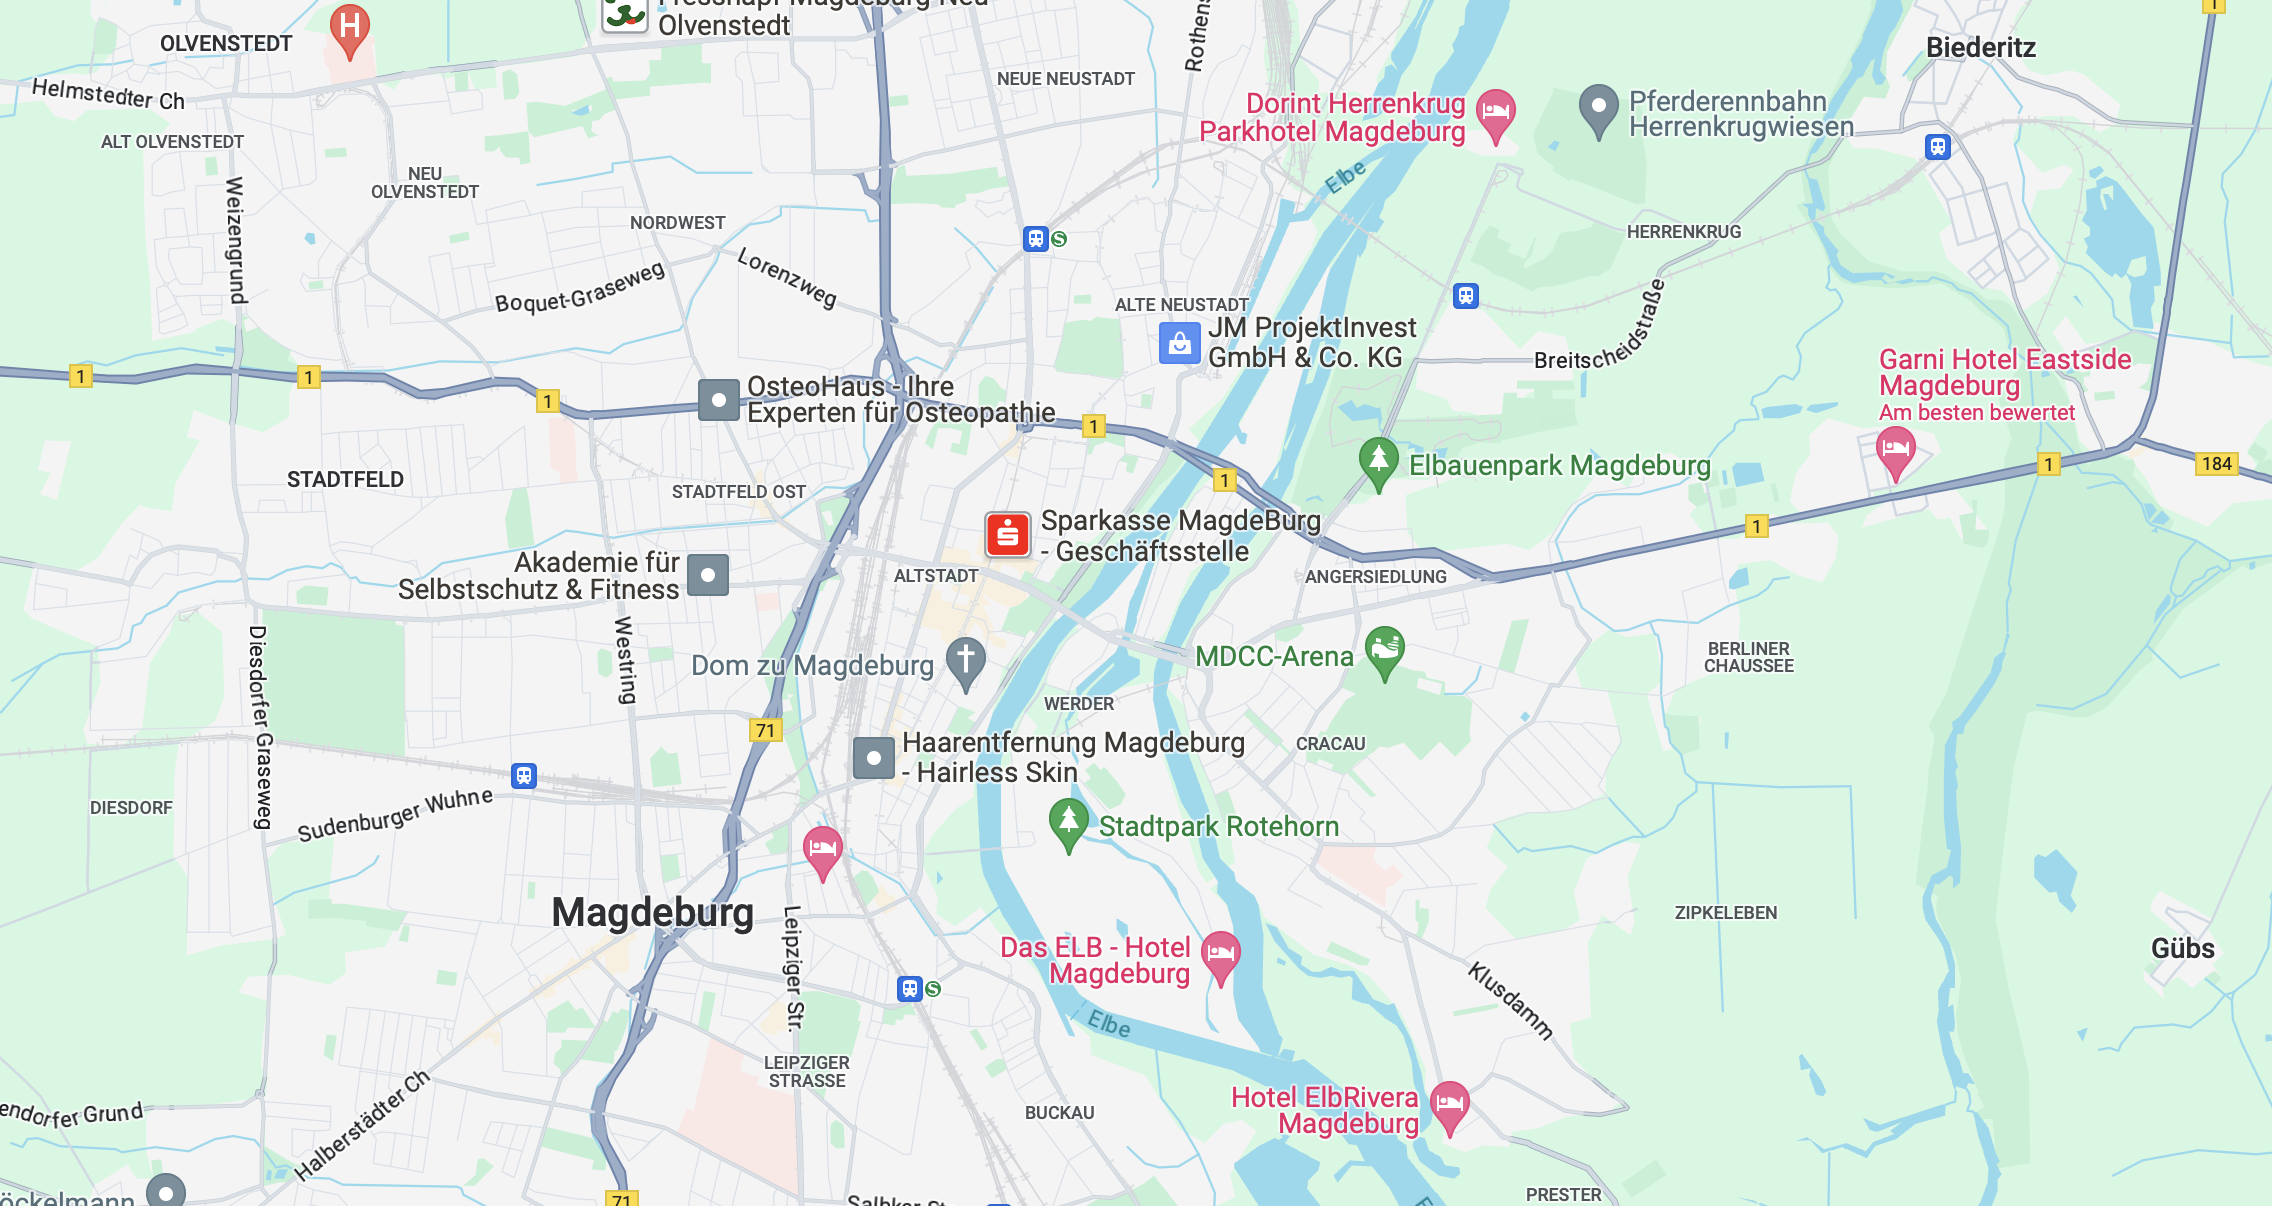 Olvenstedt
OLVENSTEDT
H
Helmstedter Ch
ALT OLVENSTEDT
NEU
OLVENSTEDT
NEUE NEUSTADT
1
Biederitz
Dorint Herrenkrug
Parkhotel Magdeburg
Pferderennbahn
Herrenkrugwiesen
Elbe
Weizengrund
NORDWEST
Lorenzweg
Boquet-Graseweg
S
HERRENKRUG
ALTE NEUSTADT
JM ProjektInvest
GmbH & Co. KG
Breitscheidstraße
Garni Hotel Eastside
Magdeburg
Am besten bewertet
1
1
1
OsteoHaus - Ihre
Experten für Osteopathie
1
1
Elbauenpark Magdeburg
1
184
STADTFELD
STADTFELD OST
Sparkasse MagdeBurg
- Geschäftsstelle
1
Akademie für
Selbstschutz & Fitness
ALTSTADT
ANGERSIEDLUNG
Diesdorfer Graseweg
Westring
Dom zu Magdeburg
MDCC-Arena
BERLINER
CHAUSSEE
WERDER
71
CRACAU
Haarentfernung Magdeburg
- Hairless Skin
DIESDORF
Sudenburger Wuhne
Stadtpark Rotehorn
Magdeburg
Leipziger Str.
ZIPKELEBEN
Gübs
Das ELB - Hotel
Magdeburg
Klusdamm
S
Elbe
LEIPZIGER
STRASSE
Halberstädter Ch
endorfer Grund
BUCKAU
Hotel ElbRivera
Magdeburg
PRESTER
71
öckelmann